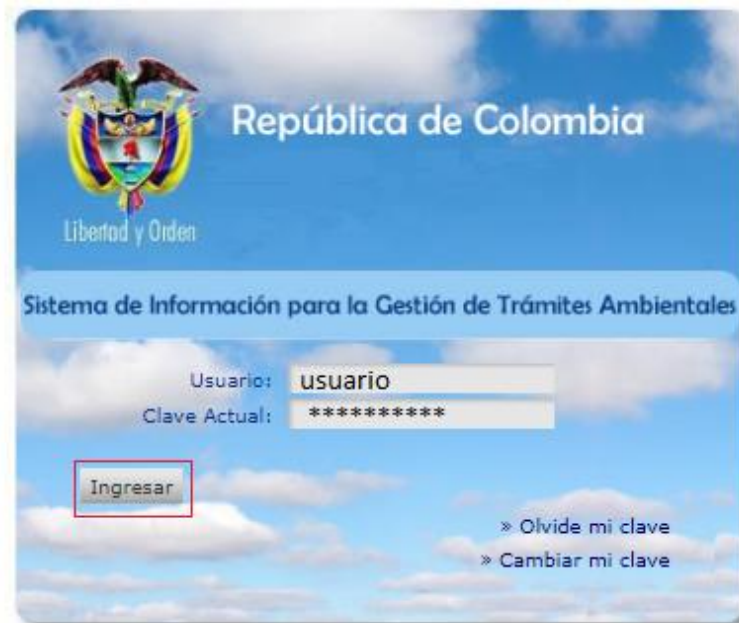 República de Colombia
Libertad y Orden
Sistema de Información para la Gestión de Trámites Ambientales
Usuario: usuario
Clave Actual: **********
Ingresar
» Olvide mi clave
» Cambiar mi clave